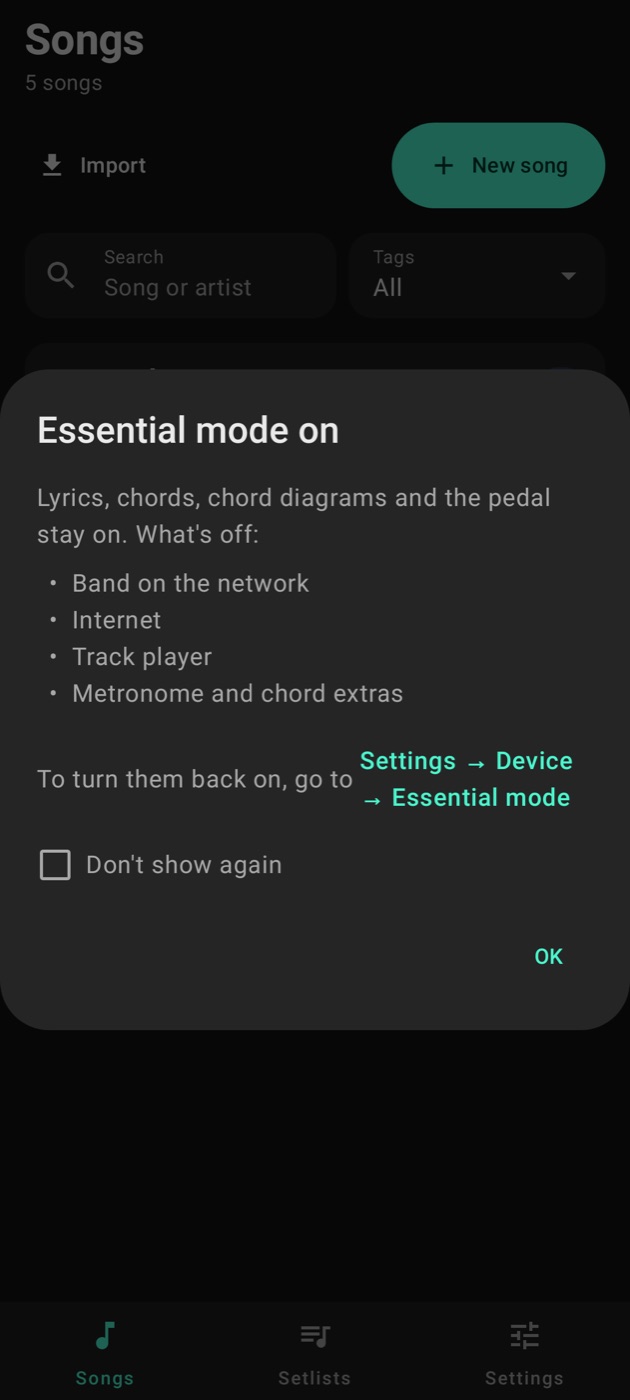 Songs
5 songs
Import
New song
Search
Song or artist
Tags
All
Essential mode on
Lyrics, chords, chord diagrams and the pedal
stay on. What's off:
• Band on the network
• Internet
• Track player
• Metronome and chord extras
To turn them back on, go to
Settings → Device
→ Essential mode
Don't show again
OK
Songs
Setlists
Settings